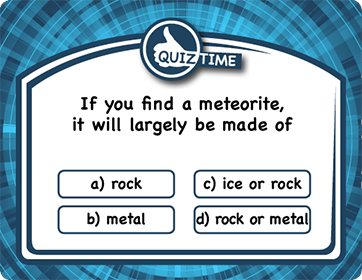 QUIZ TIME
If you find a meteorite,
it will largely be made of
a) rock
c) ice or rock
b) metal
d) rock or metal